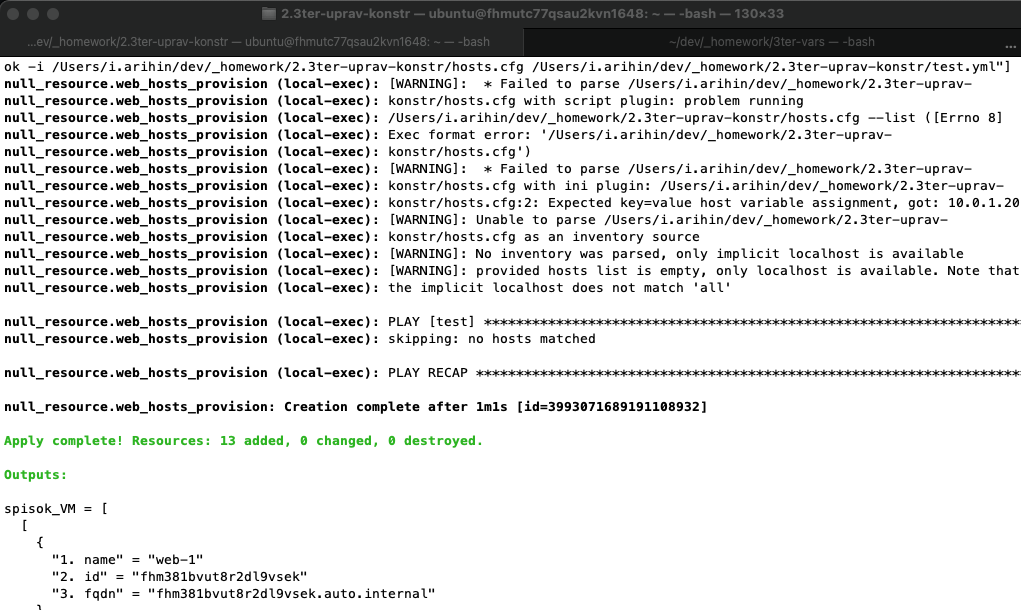 2.3ter-uprav-konstr — ubuntu@fhmutc77qsau2kvn1648: ~ — -bash — 130×33
...ev/_homework/2.3ter-uprav-konstr — ubuntu@fhmutc77qsau2kvn1648: ~ — -bash
~/dev/_homework/3ter-vars — -bash
...
ok -i /Users/i.arihin/dev/_homework/2.3ter-uprav-konstr/hosts.cfg /Users/i.arihin/dev/_homework/2.3ter-uprav-konstr/test.yml"]
null_resource.web_hosts_provision (local-exec): [WARNING]:  * Failed to parse /Users/i.arihin/dev/_homework/2.3ter-uprav-
null_resource.web_hosts_provision (local-exec): konstr/hosts.cfg with script plugin: problem running
null_resource.web_hosts_provision (local-exec): /Users/i.arihin/dev/_homework/2.3ter-uprav-konstr/hosts.cfg --list ([Errno 8]
null_resource.web_hosts_provision (local-exec): Exec format error: '/Users/i.arihin/dev/_homework/2.3ter-uprav-
null_resource.web_hosts_provision (local-exec): konstr/hosts.cfg')
null_resource.web_hosts_provision (local-exec): [WARNING]:  * Failed to parse /Users/i.arihin/dev/_homework/2.3ter-uprav-
null_resource.web_hosts_provision (local-exec): konstr/hosts.cfg with ini plugin: /Users/i.arihin/dev/_homework/2.3ter-uprav-
null_resource.web_hosts_provision (local-exec): konstr/hosts.cfg:2: Expected key=value host variable assignment, got: 10.0.1.20
null_resource.web_hosts_provision (local-exec): [WARNING]: Unable to parse /Users/i.arihin/dev/_homework/2.3ter-uprav-
null_resource.web_hosts_provision (local-exec): konstr/hosts.cfg as an inventory source
null_resource.web_hosts_provision (local-exec): [WARNING]: No inventory was parsed, only implicit localhost is available
null_resource.web_hosts_provision (local-exec): [WARNING]: provided hosts list is empty, only localhost is available. Note that
null_resource.web_hosts_provision (local-exec): the implicit localhost does not match 'all'
null_resource.web_hosts_provision (local-exec): PLAY [test] *******************************************************************
null_resource.web_hosts_provision (local-exec): skipping: no hosts matched
null_resource.web_hosts_provision (local-exec): PLAY RECAP ********************************************************************
null_resource.web_hosts_provision: Creation complete after 1m1s [id=3993071689191108932]
Apply complete! Resources: 13 added, 0 changed, 0 destroyed.
Outputs:
spisok_VM = [
  [
    {
      "1. name" = "web-1"
      "2. id" = "fhm381bvut8r2dl9vsek"
      "3. fqdn" = "fhm381bvut8r2dl9vsek.auto.internal"
    }